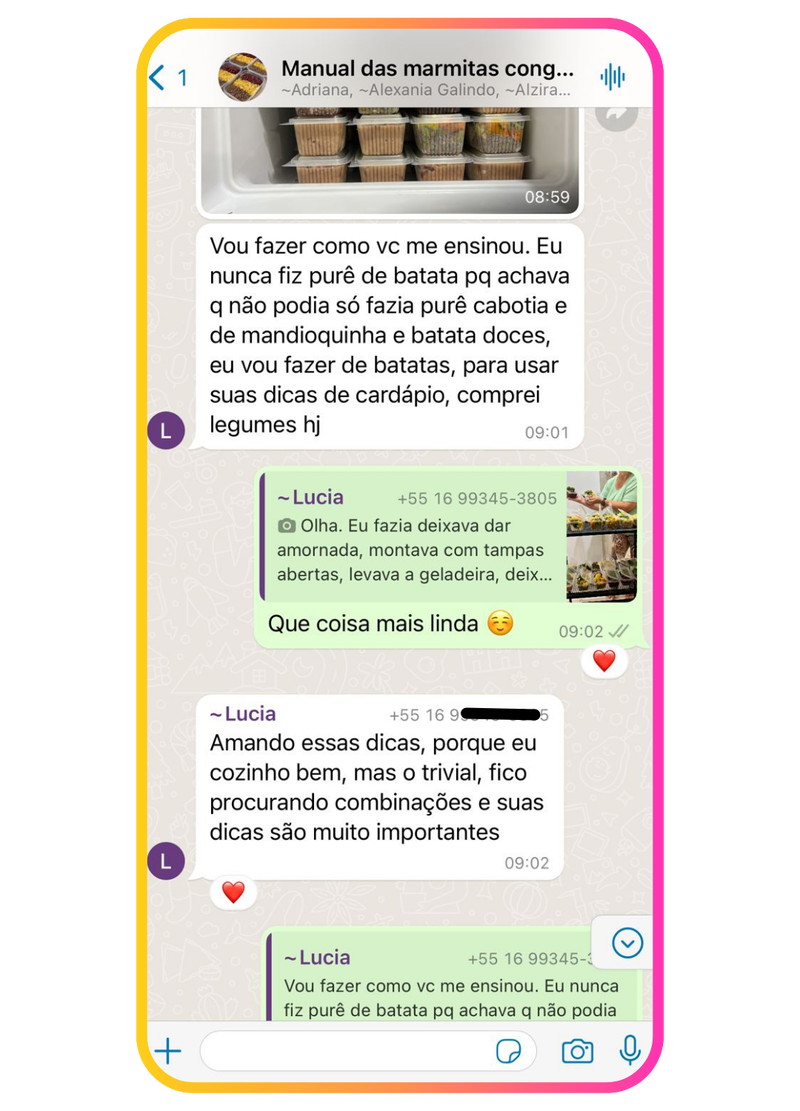 1
Manual das marmitas cong...
~Adriana, ~Alexania Galindo, ~Alzira...
08:59
Vou fazer como vc me ensinou. Eu
nunca fiz purê de batata pq achava
q não podia só fazia purê cabotia e
de mandioquinha e batata doces,
eu vou fazer de batatas, para usar
suas dicas de cardápio, comprei
legumes hj
09:01
L
~Lucia +55 16 99345-3805
Olha. Eu fazia deixava dar
amornada, montava com tampas
abertas, levava a geladeira, deix...
Que coisa mais linda ☺️
09:02
❤️
~Lucia +55 16 9 5
Amando essas dicas, porque eu
cozinho bem, mas o trivial, fico
procurando combinações e suas
dicas são muito importantes
09:02
L
❤️
~Lucia +55 16 99345-
Vou fazer como vc me ensinou. Eu nunca
fiz purê de batata pq achava q não podia